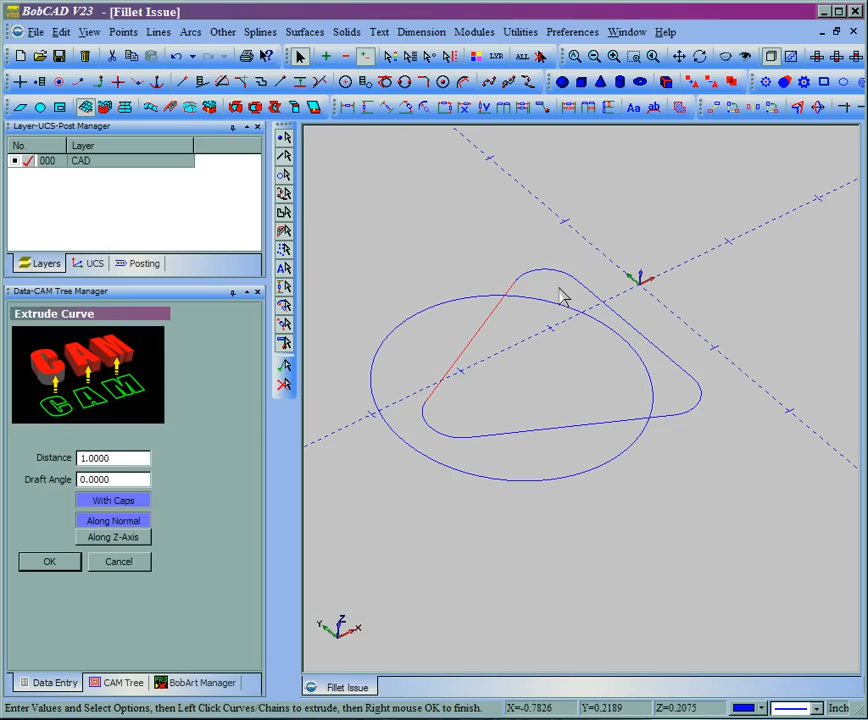 BobCAD V23 - [Fillet Issue]
File Edit View Points Lines Arcs Other Splines Surfaces Solids Text Dimension Modules Utilities Preferences Window Help
LYR ALL
Aa ab
Layer-UCS-Post Manager
No. Layer
000 CAD
Layers UCS Posting
Data-CAM Tree Manager
Extrude Curve
CAM
CAM
Distance 1.0000
Draft Angle 0.0000
With Caps
Along Normal
Along Z-Axis
OK Cancel
Data Entry CAM Tree BobArt Manager
Z
Y X
Fillet Issue
Enter Values and Select Options, then Left Click Curves/Chains to extrude, then Right mouse OK to finish. X=-0.7826 Y=0.2189 Z=0.2075 Inch